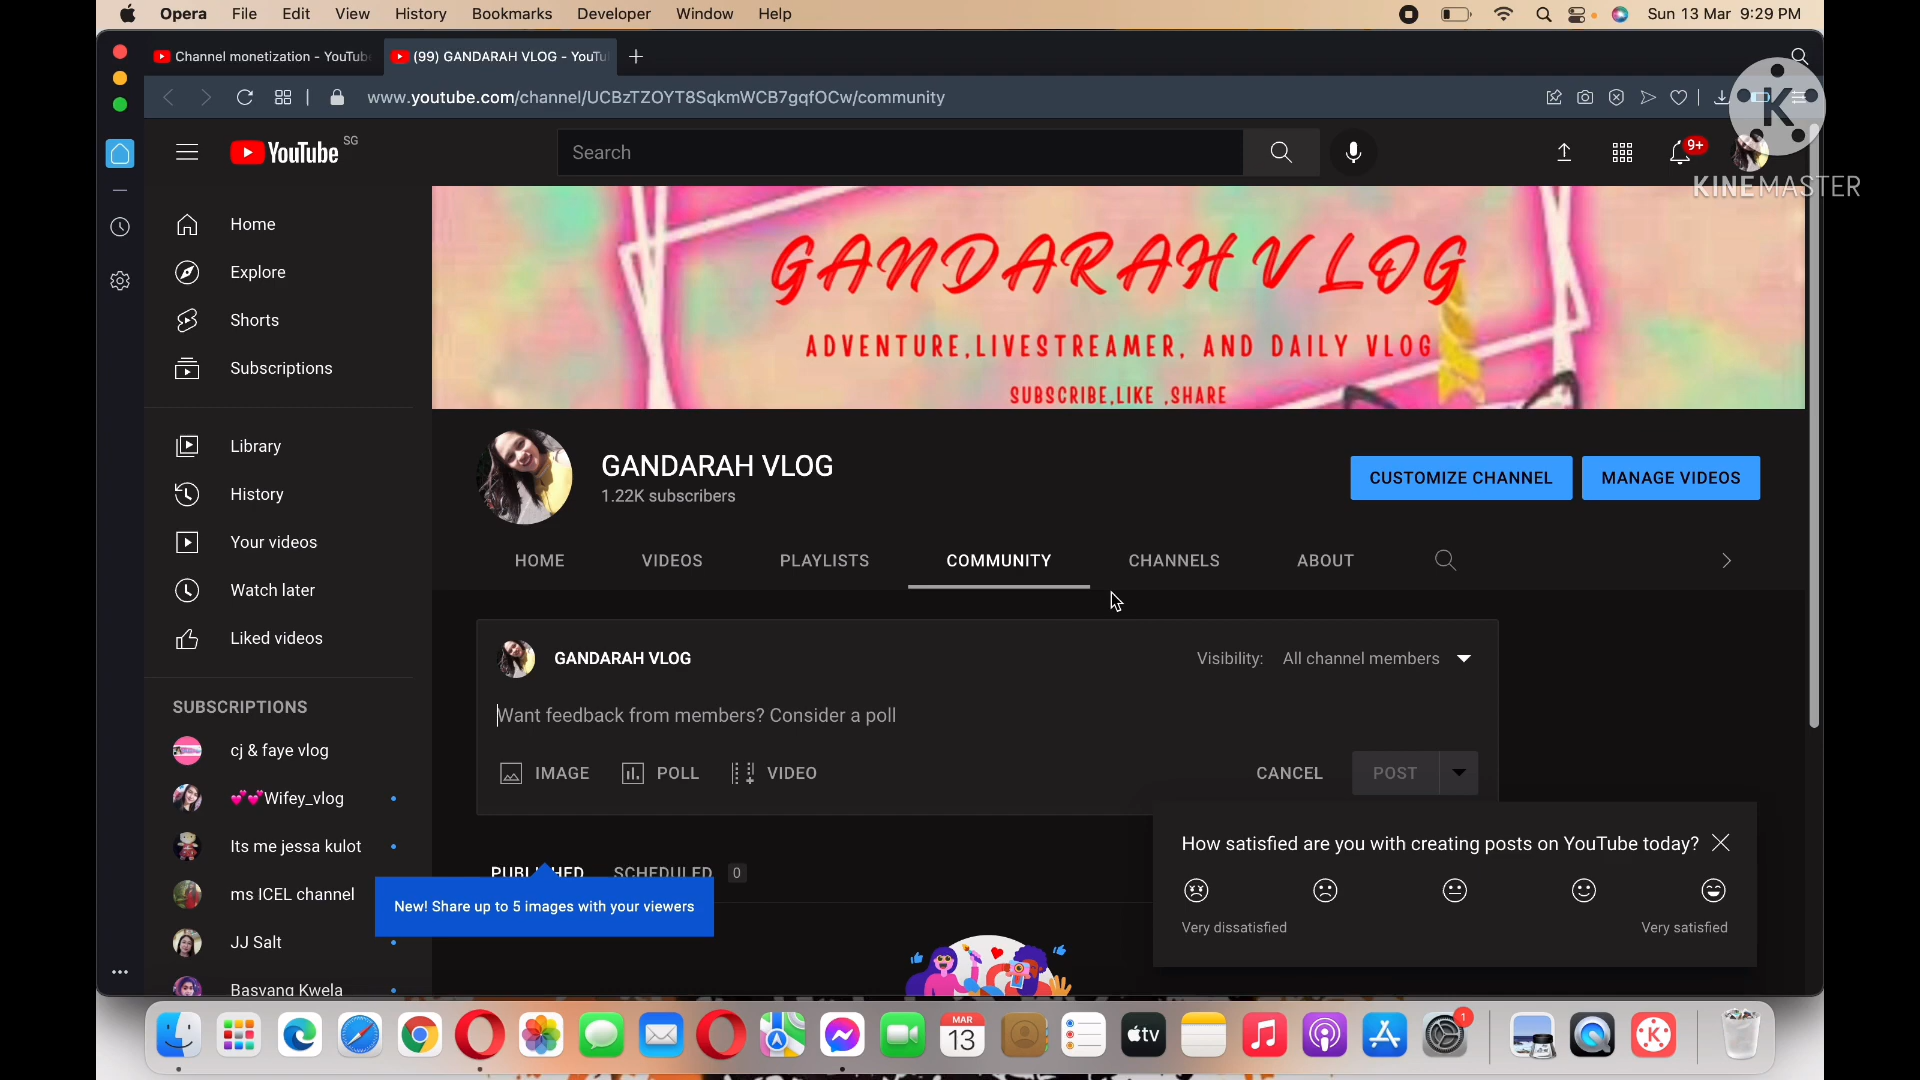 Opera File Edit View History Bookmarks Developer Window Help Sun 13 Mar 9:29 PM
Channel monetization - YouTube (99) GANDARAH VLOG - YouTu
www.youtube.com/channel/UCBzTZOYT8SqkmWCB7gqfOCw/community
K
KINEMASTER
YouTube SG
Search
9+
Home
Explore
Shorts
Subscriptions
Library
History
Your videos
Watch later
Liked videos
SUBSCRIPTIONS
cj & faye vlog
💕💕Wifey_vlog
Its me jessa kulot
ms ICEL channel
JJ Salt
Basyang Kwela
GANDARAH VLOG
ADVENTURE,LIVESTREAMER, AND DAILY VLOG
SUBSCRIBE,LIKE ,SHARE
GANDARAH VLOG
1.22K subscribers
CUSTOMIZE CHANNEL MANAGE VIDEOS
HOME VIDEOS PLAYLISTS COMMUNITY CHANNELS ABOUT
GANDARAH VLOG Visibility: All channel members
Want feedback from members? Consider a poll
IMAGE POLL VIDEO CANCEL POST
SCHEDULED 0
New! Share up to 5 images with your viewers
How satisfied are you with creating posts on YouTube today?
Very dissatisfied Very satisfied
MAR
13
tv
1
K